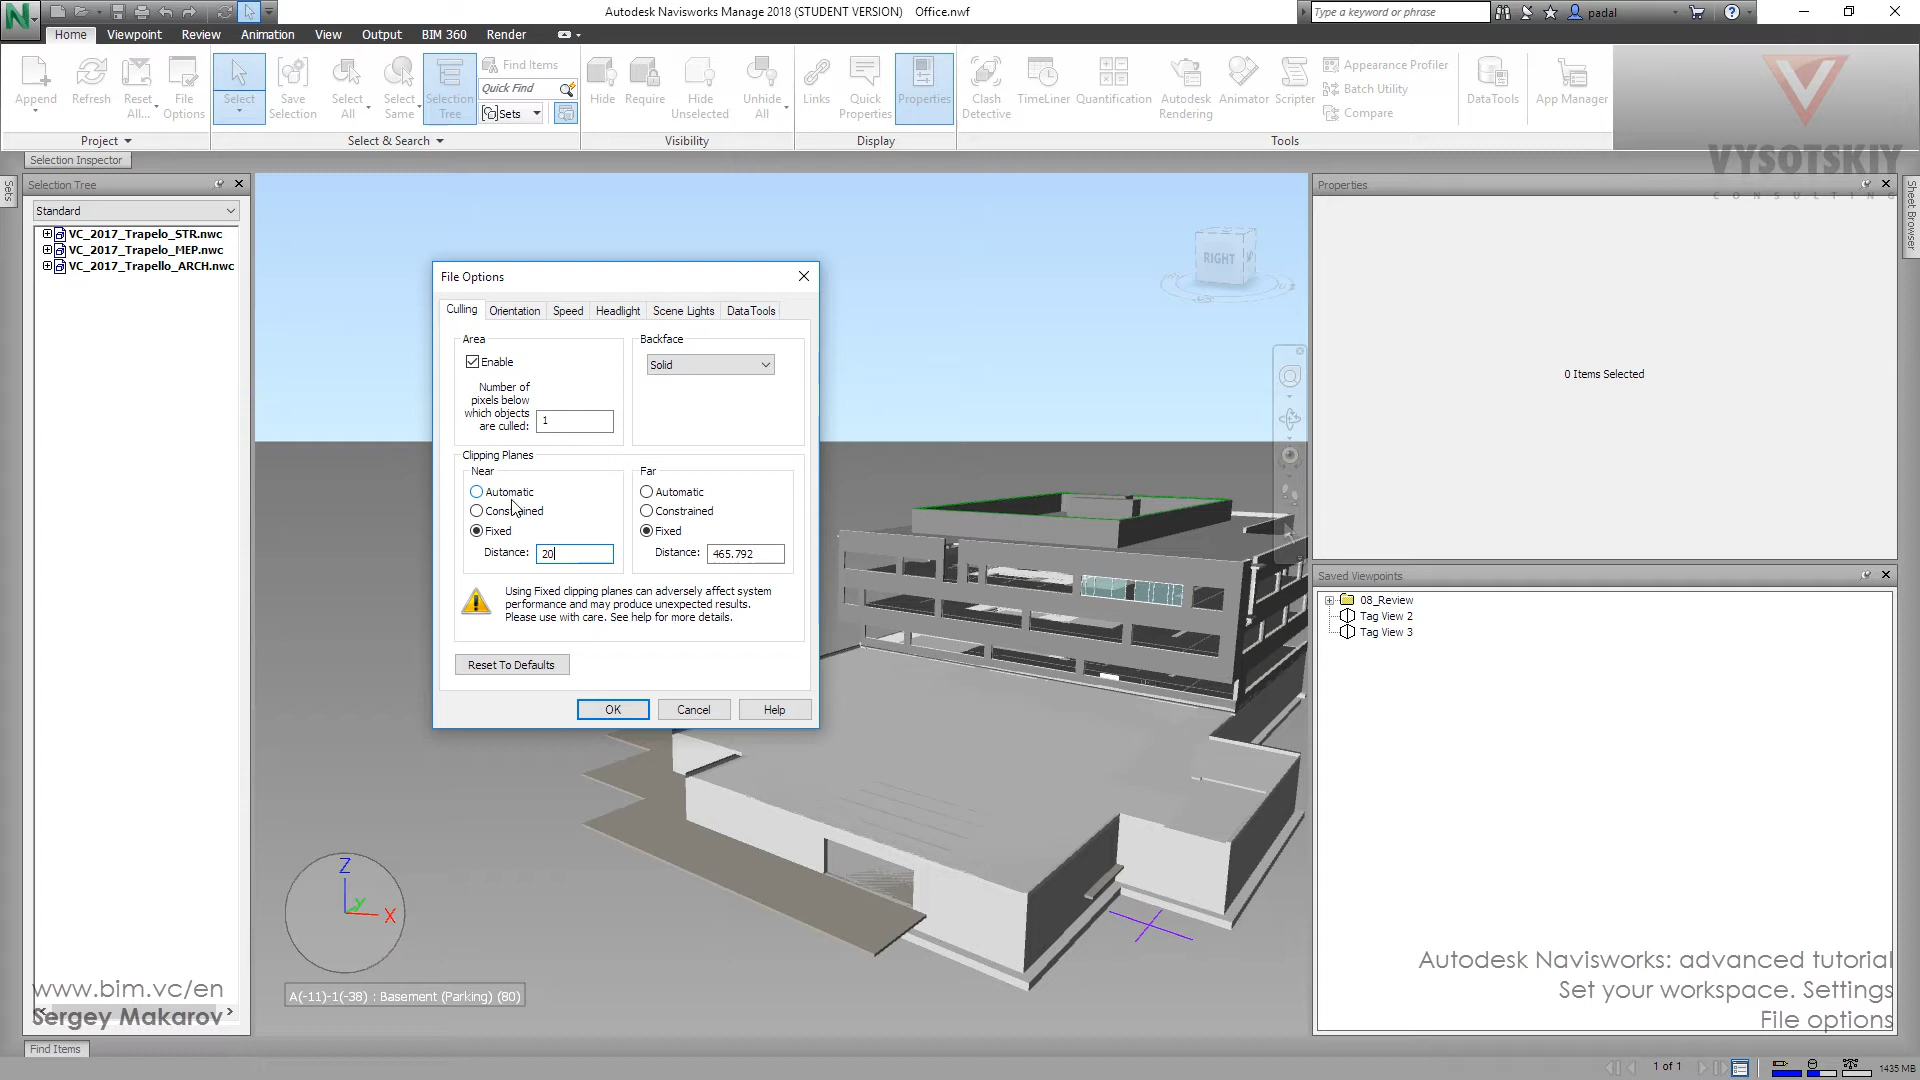 Autodesk Navisworks Manage 2018 (STUDENT VERSION) Office.nwf
Type a keyword or phrase
padal
Home Viewpoint Review Animation View Output BIM 360 Render
Append
Refresh
Reset All...
File Options
Project
Select
Save Selection
Select All
Select Same
Selection Tree
Find Items
Quick Find
Sets
Select & Search
Hide
Require
Hide Unselected
Unhide All
Visibility
Links
Quick Properties
Properties
Display
Clash Detective
TimeLiner
Quantification
Autodesk Rendering
Animator
Scripter
Appearance Profiler
Batch Utility
Compare
DataTools
App Manager
Tools
VYSOTSKIY
CONSULTING
Selection Inspector
Sets
Selection Tree
Standard
VC_2017_Trapelo_STR.nwc
VC_2017_Trapelo_MEP.nwc
VC_2017_Trapello_ARCH.nwc
File Options
Culling Orientation Speed Headlight Scene Lights DataTools
Area
Enable
Number of
pixels below
which objects
are culled: 1
Backface
Solid
Clipping Planes
Near
Automatic
Constrained
Fixed
Distance: 20
Far
Automatic
Constrained
Fixed
Distance: 465.792
Using Fixed clipping planes can adversely affect system
performance and may produce unexpected results.
Please use with care. See help for more details.
Reset To Defaults
OK Cancel Help
RIGHT
Properties
0 Items Selected
Sheet Browser
Saved Viewpoints
08_Review
Tag View 2
Tag View 3
Z
Y
X
A(-11)-1(-38) : Basement (Parking) (80)
www.bim.vc/en
Sergey Makarov
Autodesk Navisworks: advanced tutorial
Set your workspace. Settings
File options
Find Items
1 of 1
1435 MB